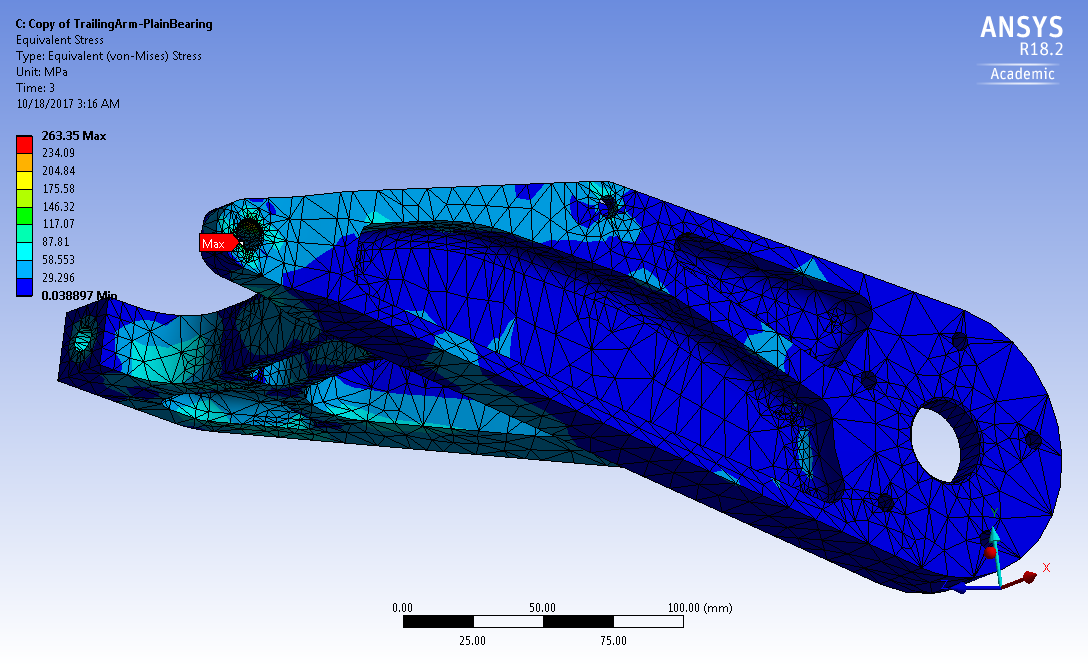 C: Copy of TrailingArm-PlainBearing
Equivalent Stress
Type: Equivalent (von-Mises) Stress
Unit: MPa
Time: 3
10/18/2017 3:16 AM
ANSYS
R18.2
Academic
263.35 Max
234.09
204.84
175.58
146.32
117.07
87.81
58.553
29.296
0.038897 Min
Max
Y
X
0.00
50.00
100.00 (mm)
25.00
75.00